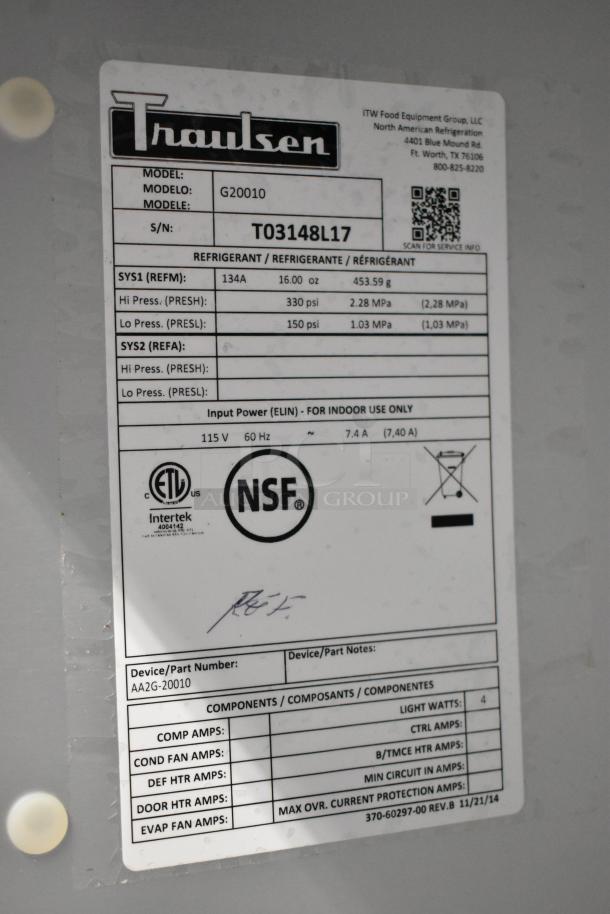 Traulsen
ITW Food Equipment Group, LLC
North American Refrigeration
4401 Blue Mound Rd.
Ft. Worth, TX 76106
800-825-8220
MODEL:
MODELO:
MODELE:
G20010
S/N:
T03148L17
SCAN FOR SERVICE INFO
REFRIGERANT / REFRIGERANTE / RÉFRIGÉRANT
SYS1 (REFM): 134A 16.00 oz 453.59 g
Hi Press. (PRESH): 330 psi 2.28 MPa (2,28 MPa)
Lo Press. (PRESL): 150 psi 1.03 MPa (1,03 MPa)
SYS2 (REFA):
Hi Press. (PRESH):
Lo Press. (PRESL):
Input Power (ELIN) - FOR INDOOR USE ONLY
115 V 60 Hz ~ 7.4 A (7,40 A)
C ETL US
LISTED
Intertek
4004142
NSF®
AUCTION GROUP
Device/Part Number:
AA2G-20010
Device/Part Notes:
COMPONENTS / COMPOSANTS / COMPONENTES
COMP AMPS: LIGHT WATTS: 4
COND FAN AMPS: CTRL AMPS:
DEF HTR AMPS: B/TMCE HTR AMPS:
DOOR HTR AMPS: MIN CIRCUIT IN AMPS:
EVAP FAN AMPS: MAX OVR. CURRENT PROTECTION AMPS:
370-60297-00 REV.B 11/21/14